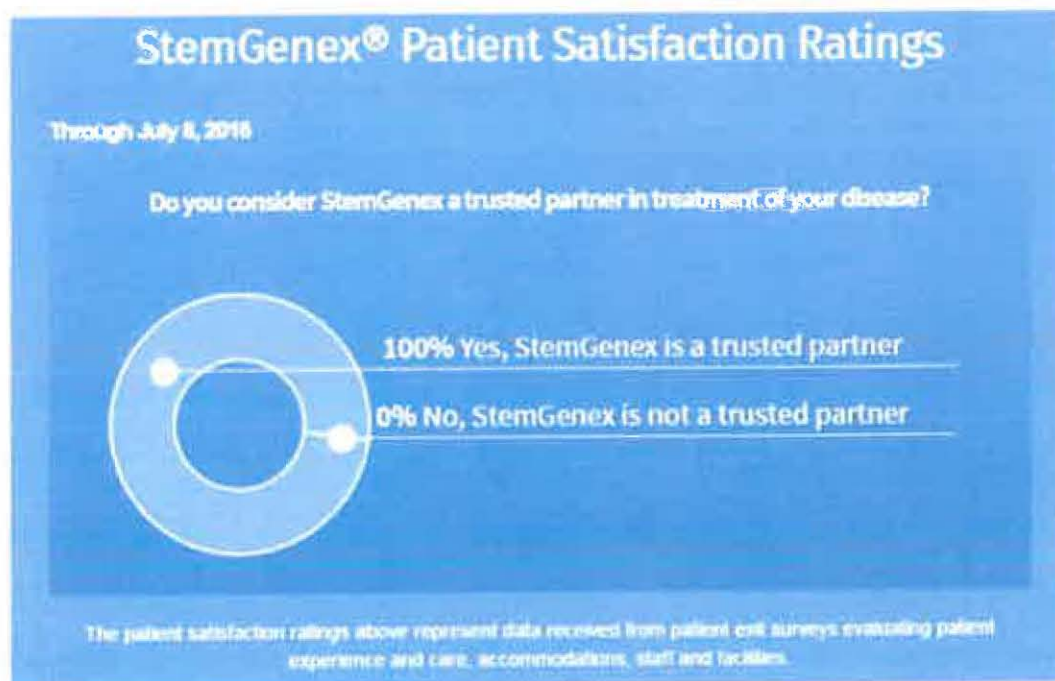 StemGenex® Patient Satisfaction Ratings
Through July 8, 2016
Do you consider StemGenex a trusted partner in treatment of your disease?
100% Yes, StemGenex is a trusted partner
0% No, StemGenex is not a trusted partner
The patient satisfaction ratings above represent data received from patient exit surveys evaluating patient
experience and care, accommodations, staff and facilities.